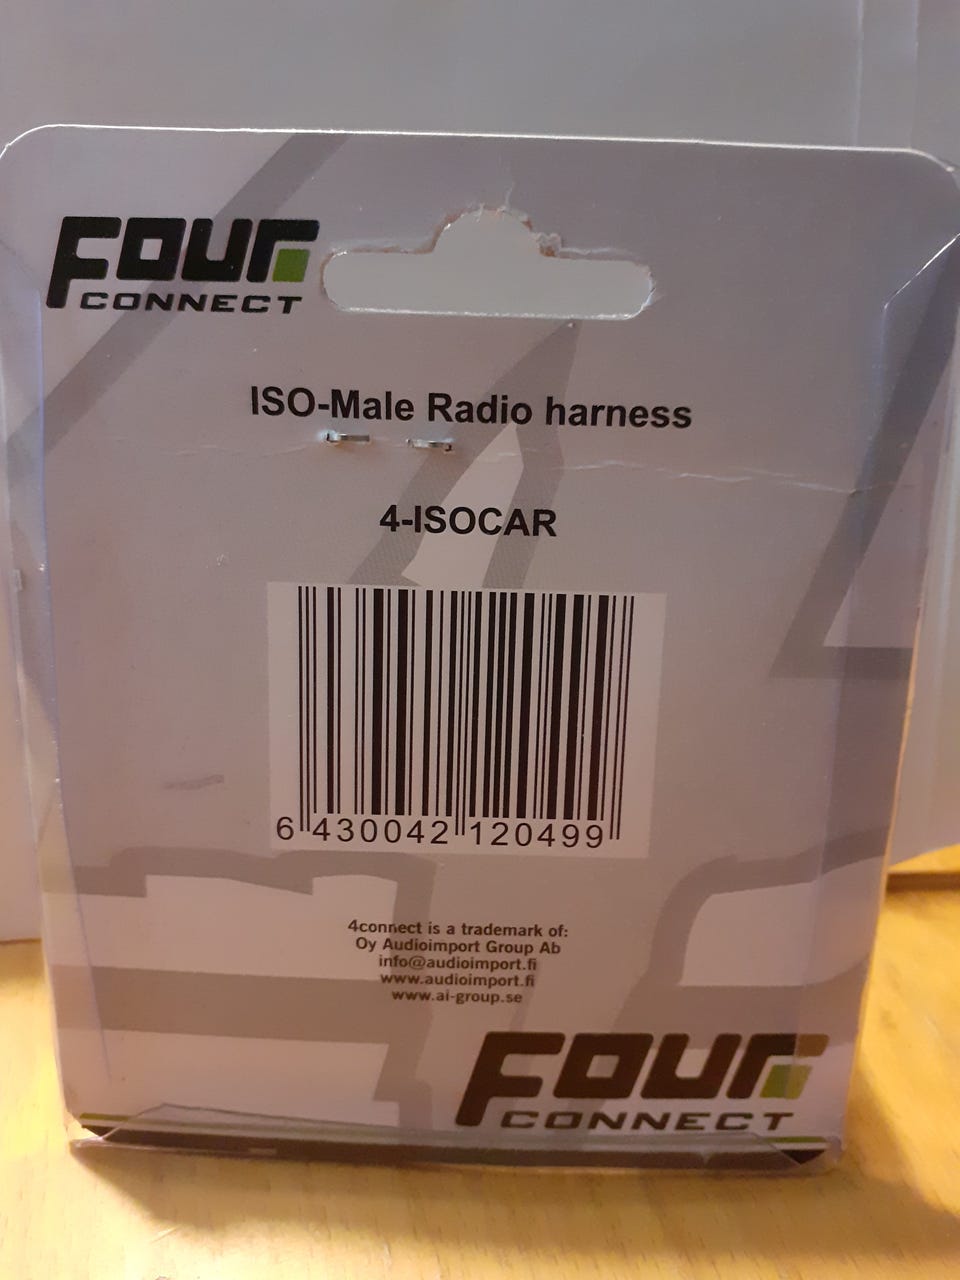 FOUR
CONNECT
ISO-Male Radio harness
4-ISOCAR
6 430042 120499
4connect is a trademark of:
Oy Audioimport Group Ab
info@audioimport.fi
www.audioimport.fi
www.ai-group.se
FOUR
CONNECT